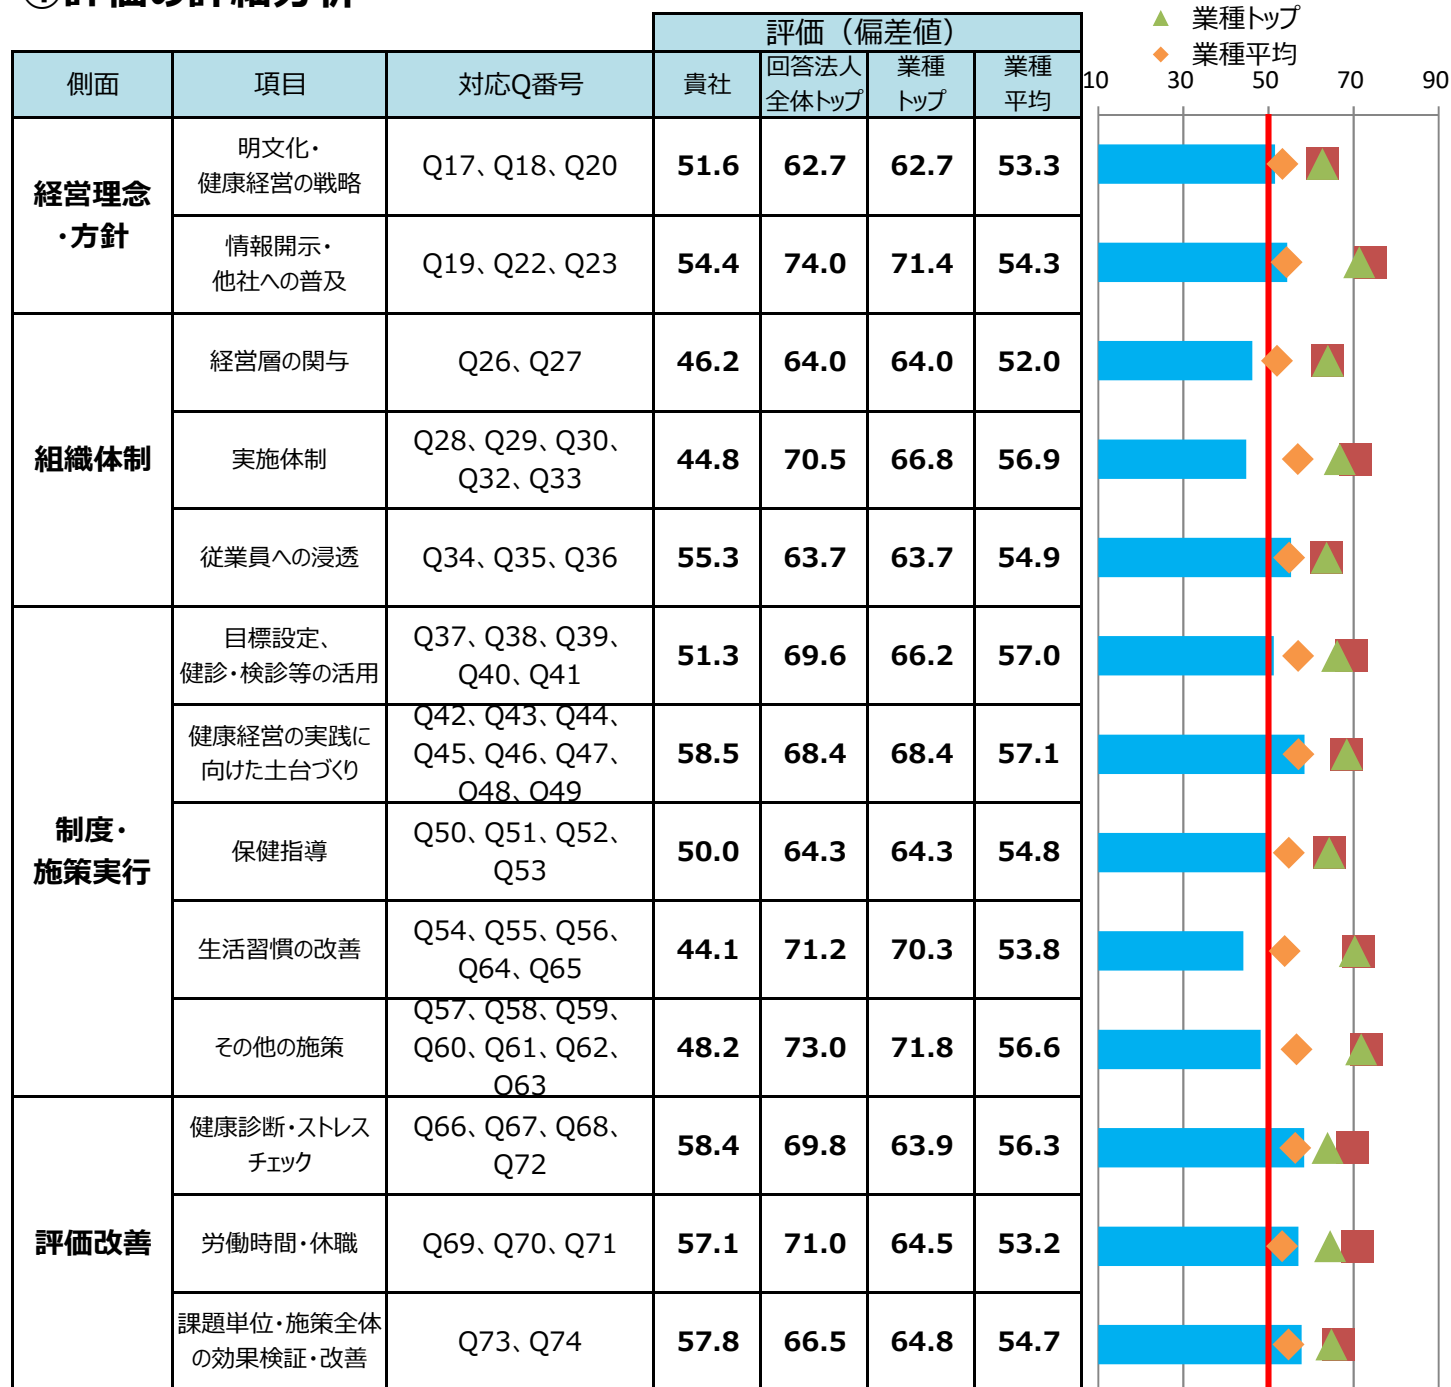 ①評価の詳細分析
▲ 業種トップ
◆ 業種平均
評価（偏差値）
側面 項目 対応Q番号 貴社 回答法人 業種 業種
全体トップ トップ 平均
10 30 50 70 90
経営理念
・方針
明文化・
健康経営の戦略
Q17、Q18、Q20 51.6 62.7 62.7 53.3
情報開示・
他社への普及
Q19、Q22、Q23 54.4 74.0 71.4 54.3
組織体制
経営層の関与 Q26、Q27 46.2 64.0 64.0 52.0
実施体制
Q28、Q29、Q30、
Q32、Q33
44.8 70.5 66.8 56.9
従業員への浸透 Q34、Q35、Q36 55.3 63.7 63.7 54.9
制度・
施策実行
目標設定、
健診・検診等の活用
Q37、Q38、Q39、
Q40、Q41
51.3 69.6 66.2 57.0
健康経営の実践に
向けた土台づくり
Q42、Q43、Q44、
Q45、Q46、Q47、
Q48、Q49
58.5 68.4 68.4 57.1
保健指導
Q50、Q51、Q52、
Q53
50.0 64.3 64.3 54.8
生活習慣の改善
Q54、Q55、Q56、
Q64、Q65
44.1 71.2 70.3 53.8
その他の施策
Q57、Q58、Q59、
Q60、Q61、Q62、
Q63
48.2 73.0 71.8 56.6
評価改善
健康診断・ストレス
チェック
Q66、Q67、Q68、
Q72
58.4 69.8 63.9 56.3
労働時間・休職 Q69、Q70、Q71 57.1 71.0 64.5 53.2
課題単位・施策全体
の効果検証・改善
Q73、Q74 57.8 66.5 64.8 54.7